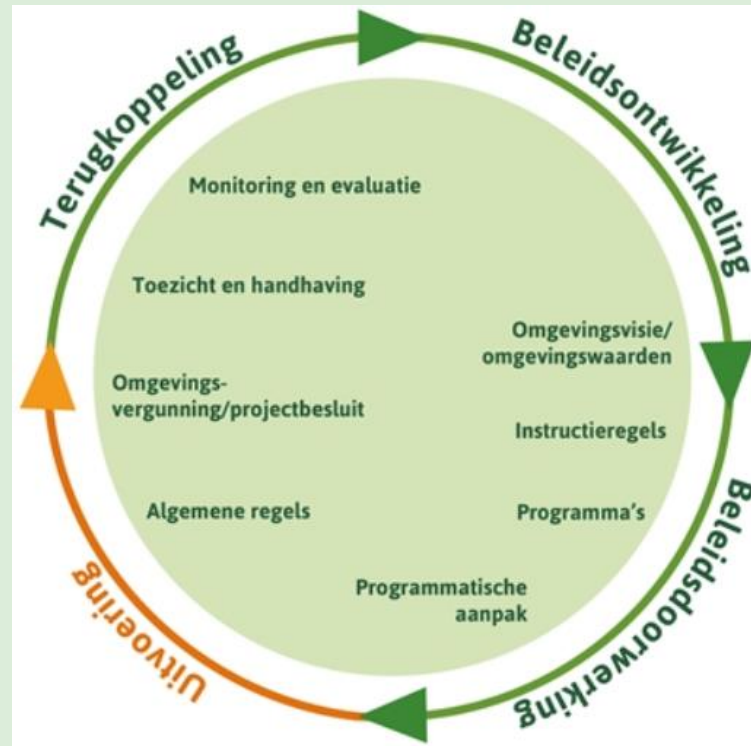 Terugkoppeling
Beleidsontwikkeling
Monitoring en evaluatie
Toezicht en handhaving
Omgevingsvisie/
omgevingswaarden
Omgevings-
vergunning/projectbesluit
Instructieregels
Algemene regels
Programma's
Programmatische
aanpak
Uitvoering
Beleidsdoorwerking